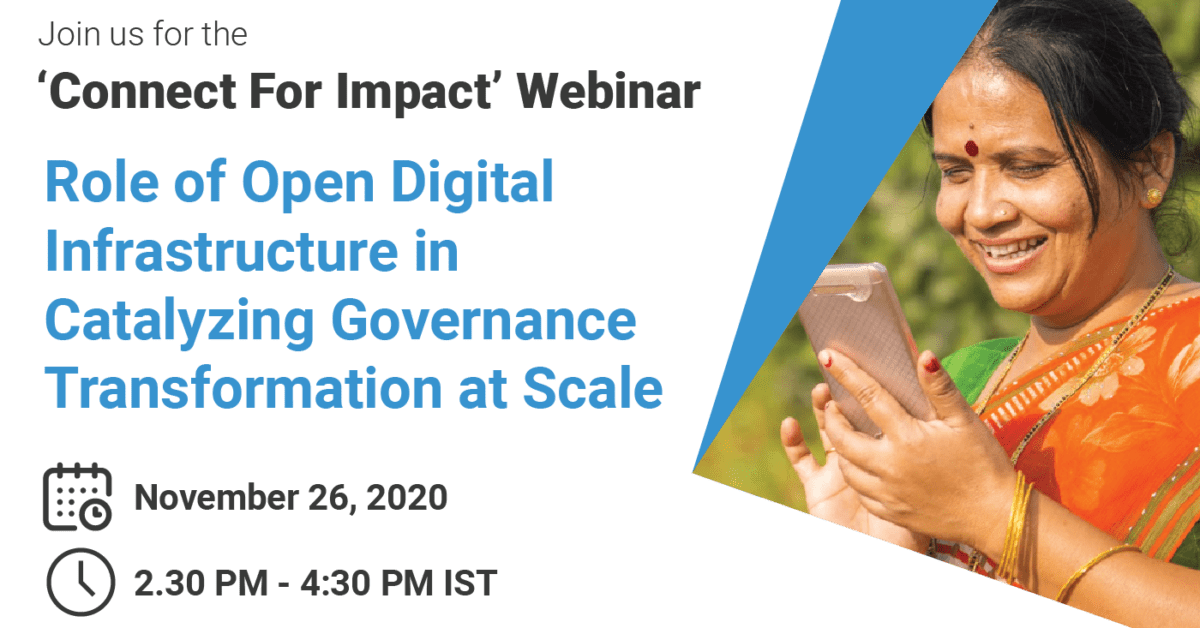 Join us for the
‘Connect For Impact’ Webinar
Role of Open Digital
Infrastructure in
Catalyzing Governance
Transformation at Scale
November 26, 2020
2.30 PM - 4:30 PM IST